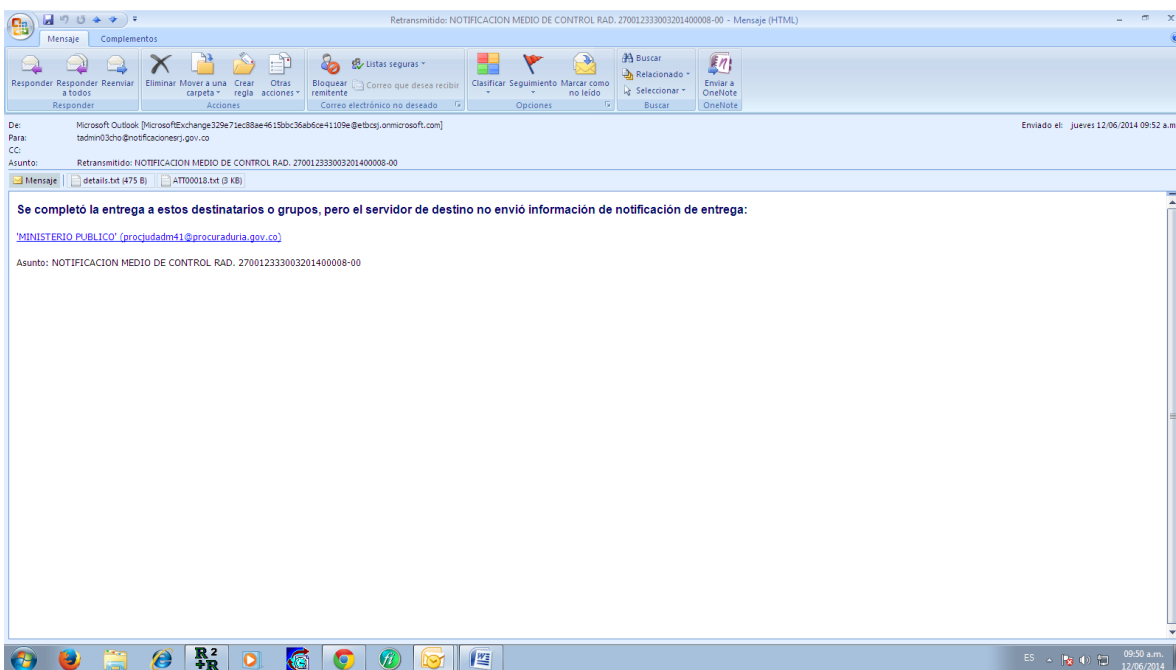 Retransmitido: NOTIFICACION MEDIO DE CONTROL RAD. 27001233300320140008-00 - Mensaje (HTML)
Mensaje Complementos
Responder Responder a todos Reenviar
Eliminar Mover a una carpeta Crear regla Otras acciones
Bloquear remitente Listas seguras Correo que desea recibir
Clasificar Seguimiento Marcar como no leído
Buscar Relacionado Seleccionar
Enviar a OneNote
Responder Acciones Correo electrónico no deseado Opciones Buscar OneNote
De: Microsoft Outlook [MicrosoftExchange329e71ec88ae4615bbc36ab6ce41109e@etbcsj.onmicrosoft.com] Enviado el: jueves 12/06/2014 09:52 a.m
Para: tadmin03cho@notificacionesrj.gov.co
CC:
Asunto: Retransmitido: NOTIFICACION MEDIO DE CONTROL RAD. 270012333003201400008-00
Mensaje details.txt (475 B) ATT00018.txt (3 KB)
Se completó la entrega a estos destinatarios o grupos, pero el servidor de destino no envió información de notificación de entrega:
'MINISTERIO PUBLICO' (procjudadm41@procuraduria.gov.co)
Asunto: NOTIFICACION MEDIO DE CONTROL RAD. 270012333003201400008-00
ES 09:50 a.m.
12/06/2014